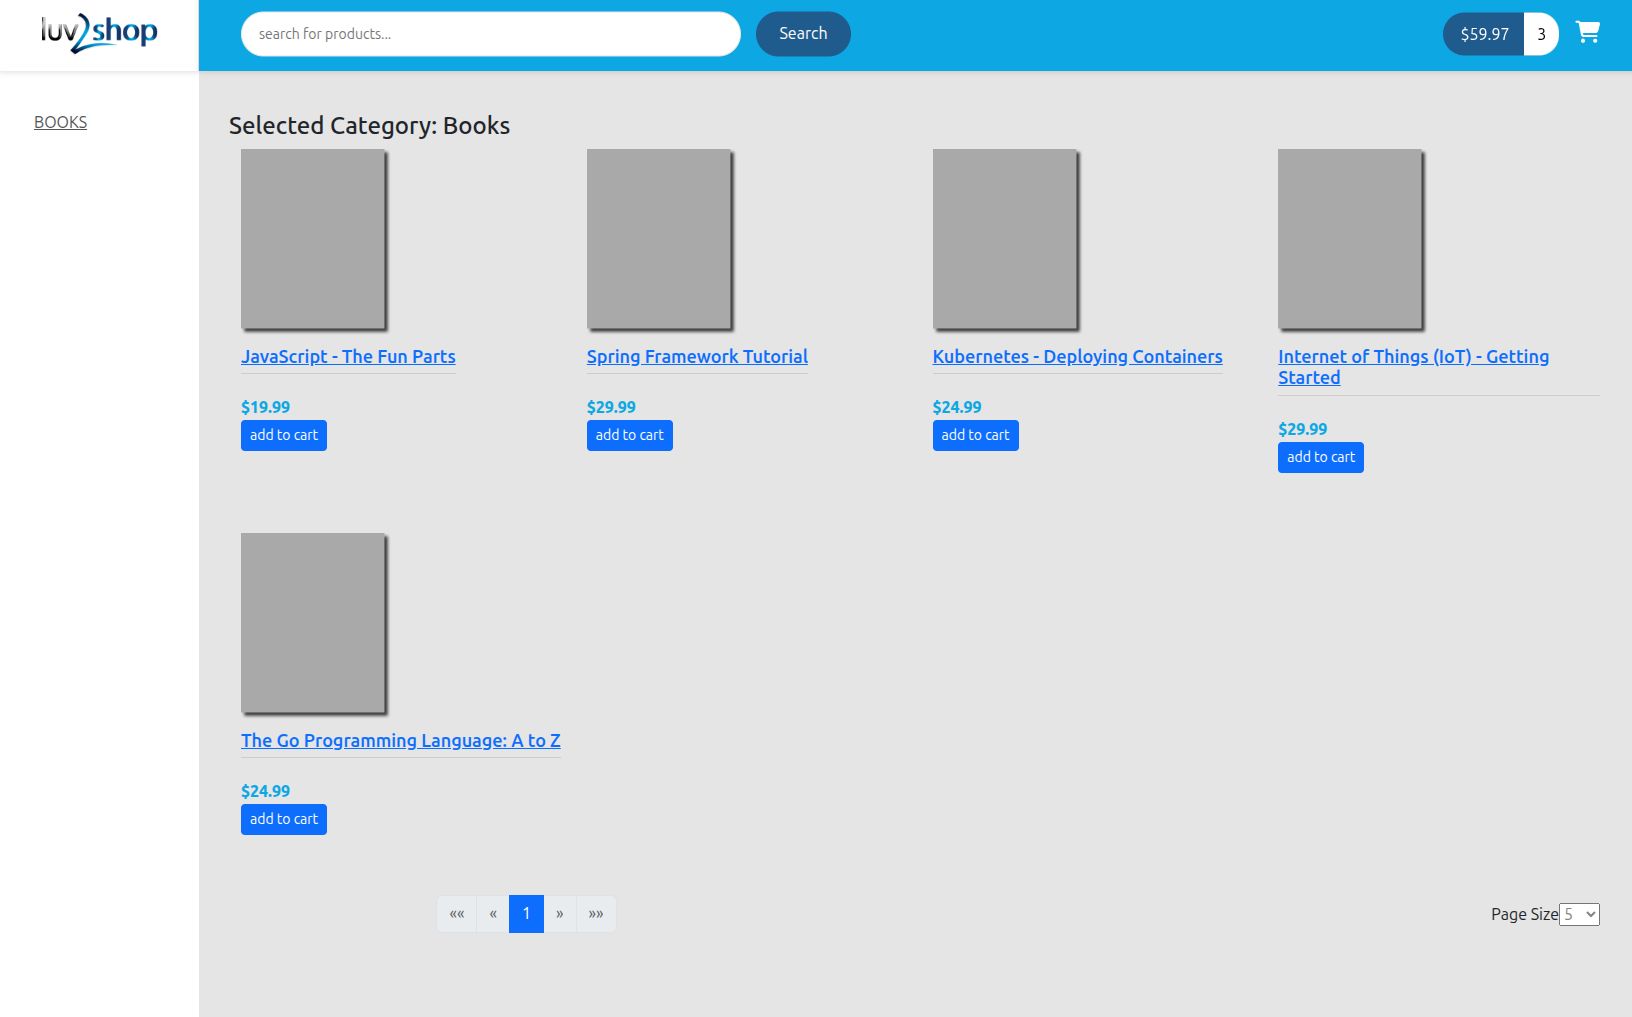 luv2shop
search for products...
Search
$59.97
3
BOOKS
Selected Category: Books
JavaScript - The Fun Parts
$19.99
add to cart
Spring Framework Tutorial
$29.99
add to cart
Kubernetes - Deploying Containers
$24.99
add to cart
Internet of Things (IoT) - Getting
Started
$29.99
add to cart
The Go Programming Language: A to Z
$24.99
add to cart
«« « 1 » »»
Page Size 5